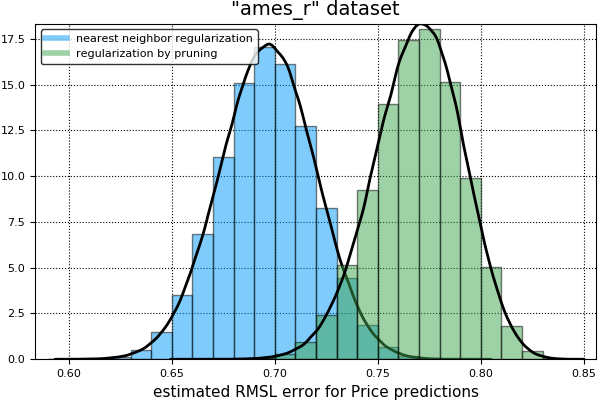 "ames_r" dataset
nearest neighbor regularization
regularization by pruning
17.5
15.0
12.5
10.0
7.5
5.0
2.5
0.0
0.60 0.65 0.70 0.75 0.80 0.85
estimated RMSL error for Price predictions